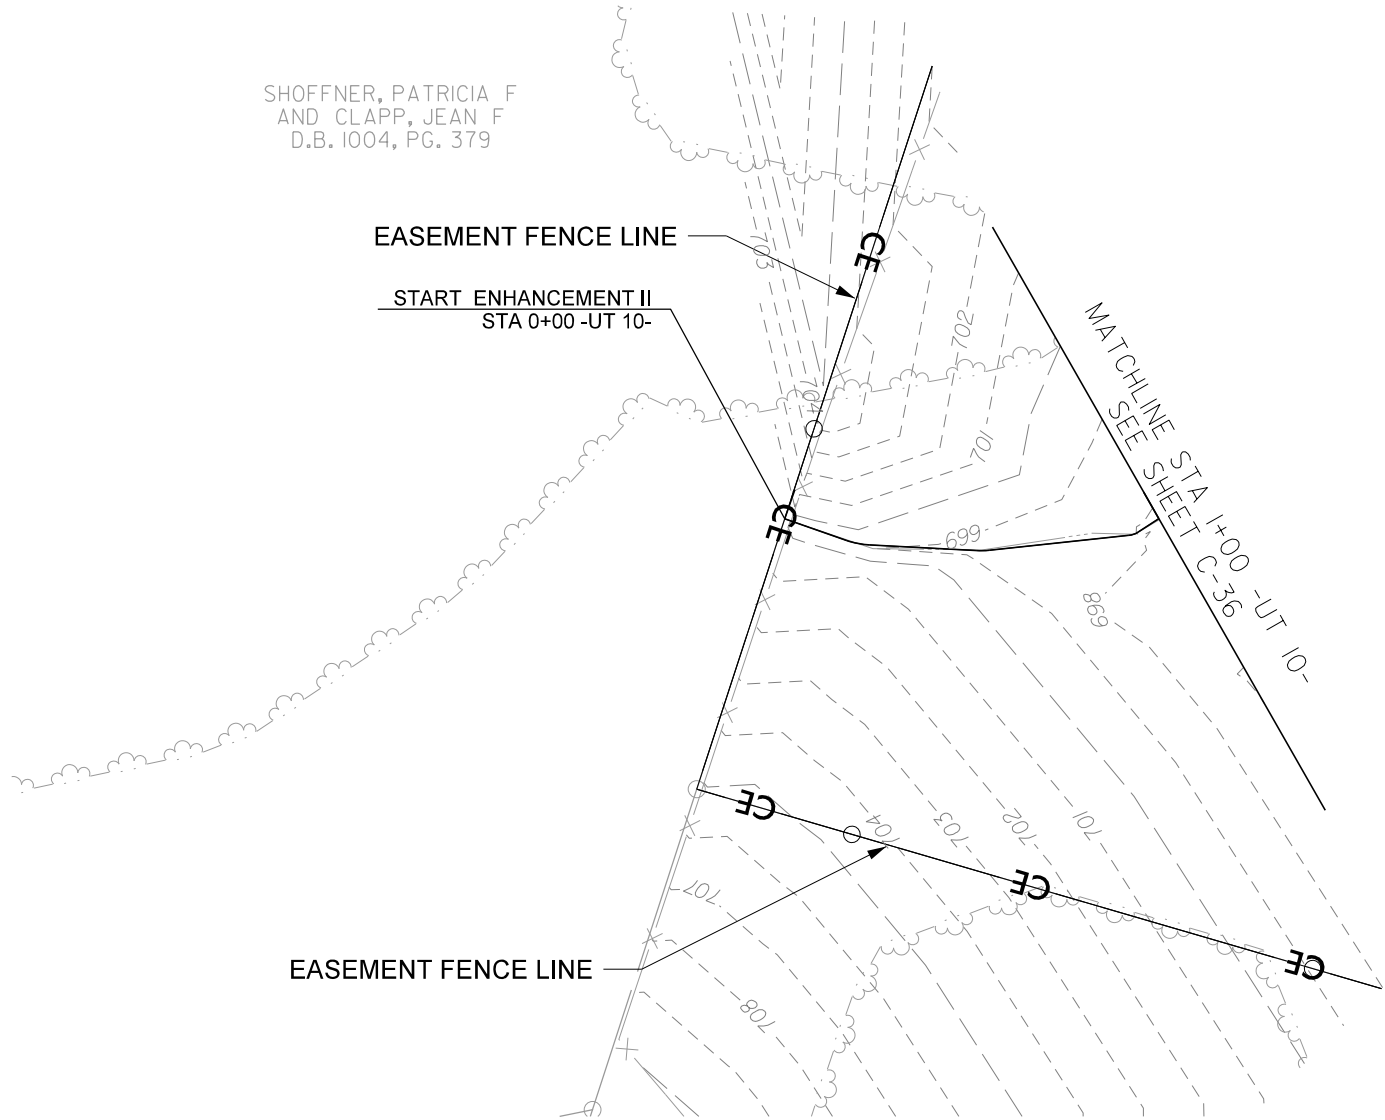 SHOFFNER, PATRICIA F
AND CLAPP, JEAN F
D.B. 1004, PG. 379
EASEMENT FENCE LINE
CE
START ENHANCEMENT II
STA 0+00 -UT 10-
703
702
704
701
MATCHLINE STA 1+00 -UT 10-
SEE SHEET C-36
CE
699
698
CE
704
703
702
701
CE
707
CE
EASEMENT FENCE LINE
708